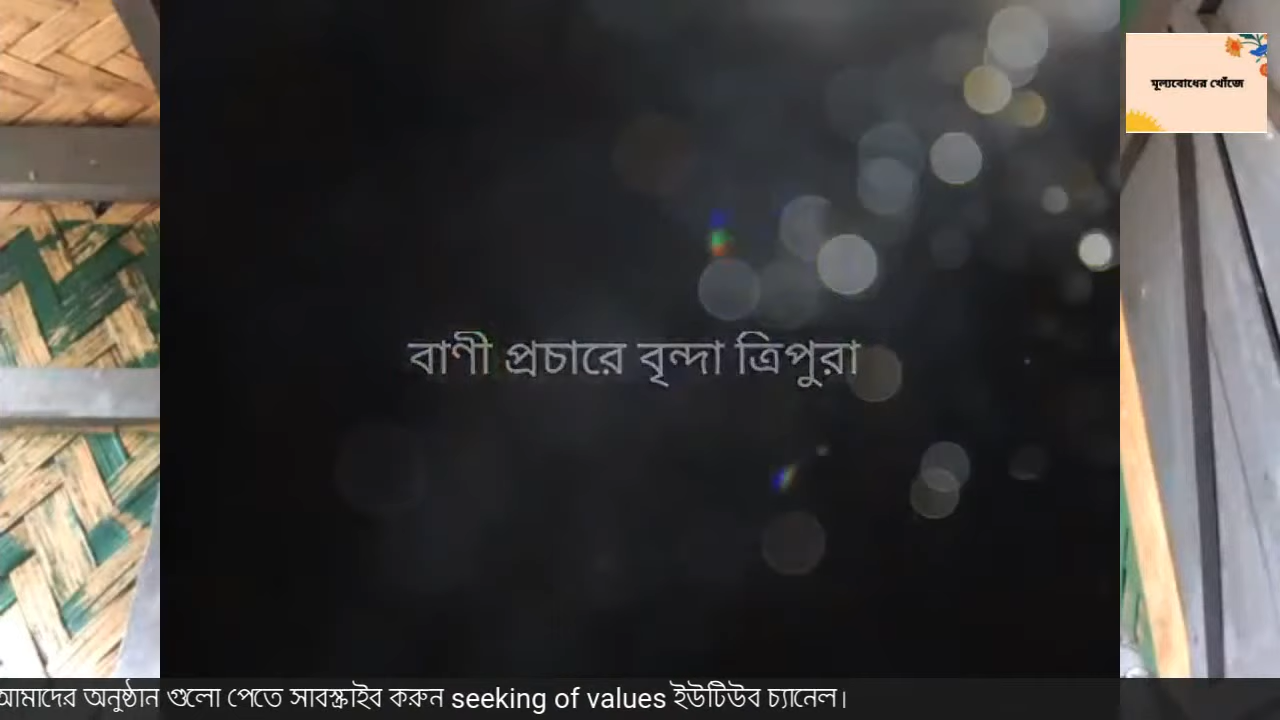 মূল্যবোধের খোঁজে
বাণী প্রচারে বৃন্দা ত্রিপুরা
আমাদের অনুষ্ঠান গুলো পেতে সাবস্ক্রাইব করুন seeking of values ইউটিউব চ্যানেল।